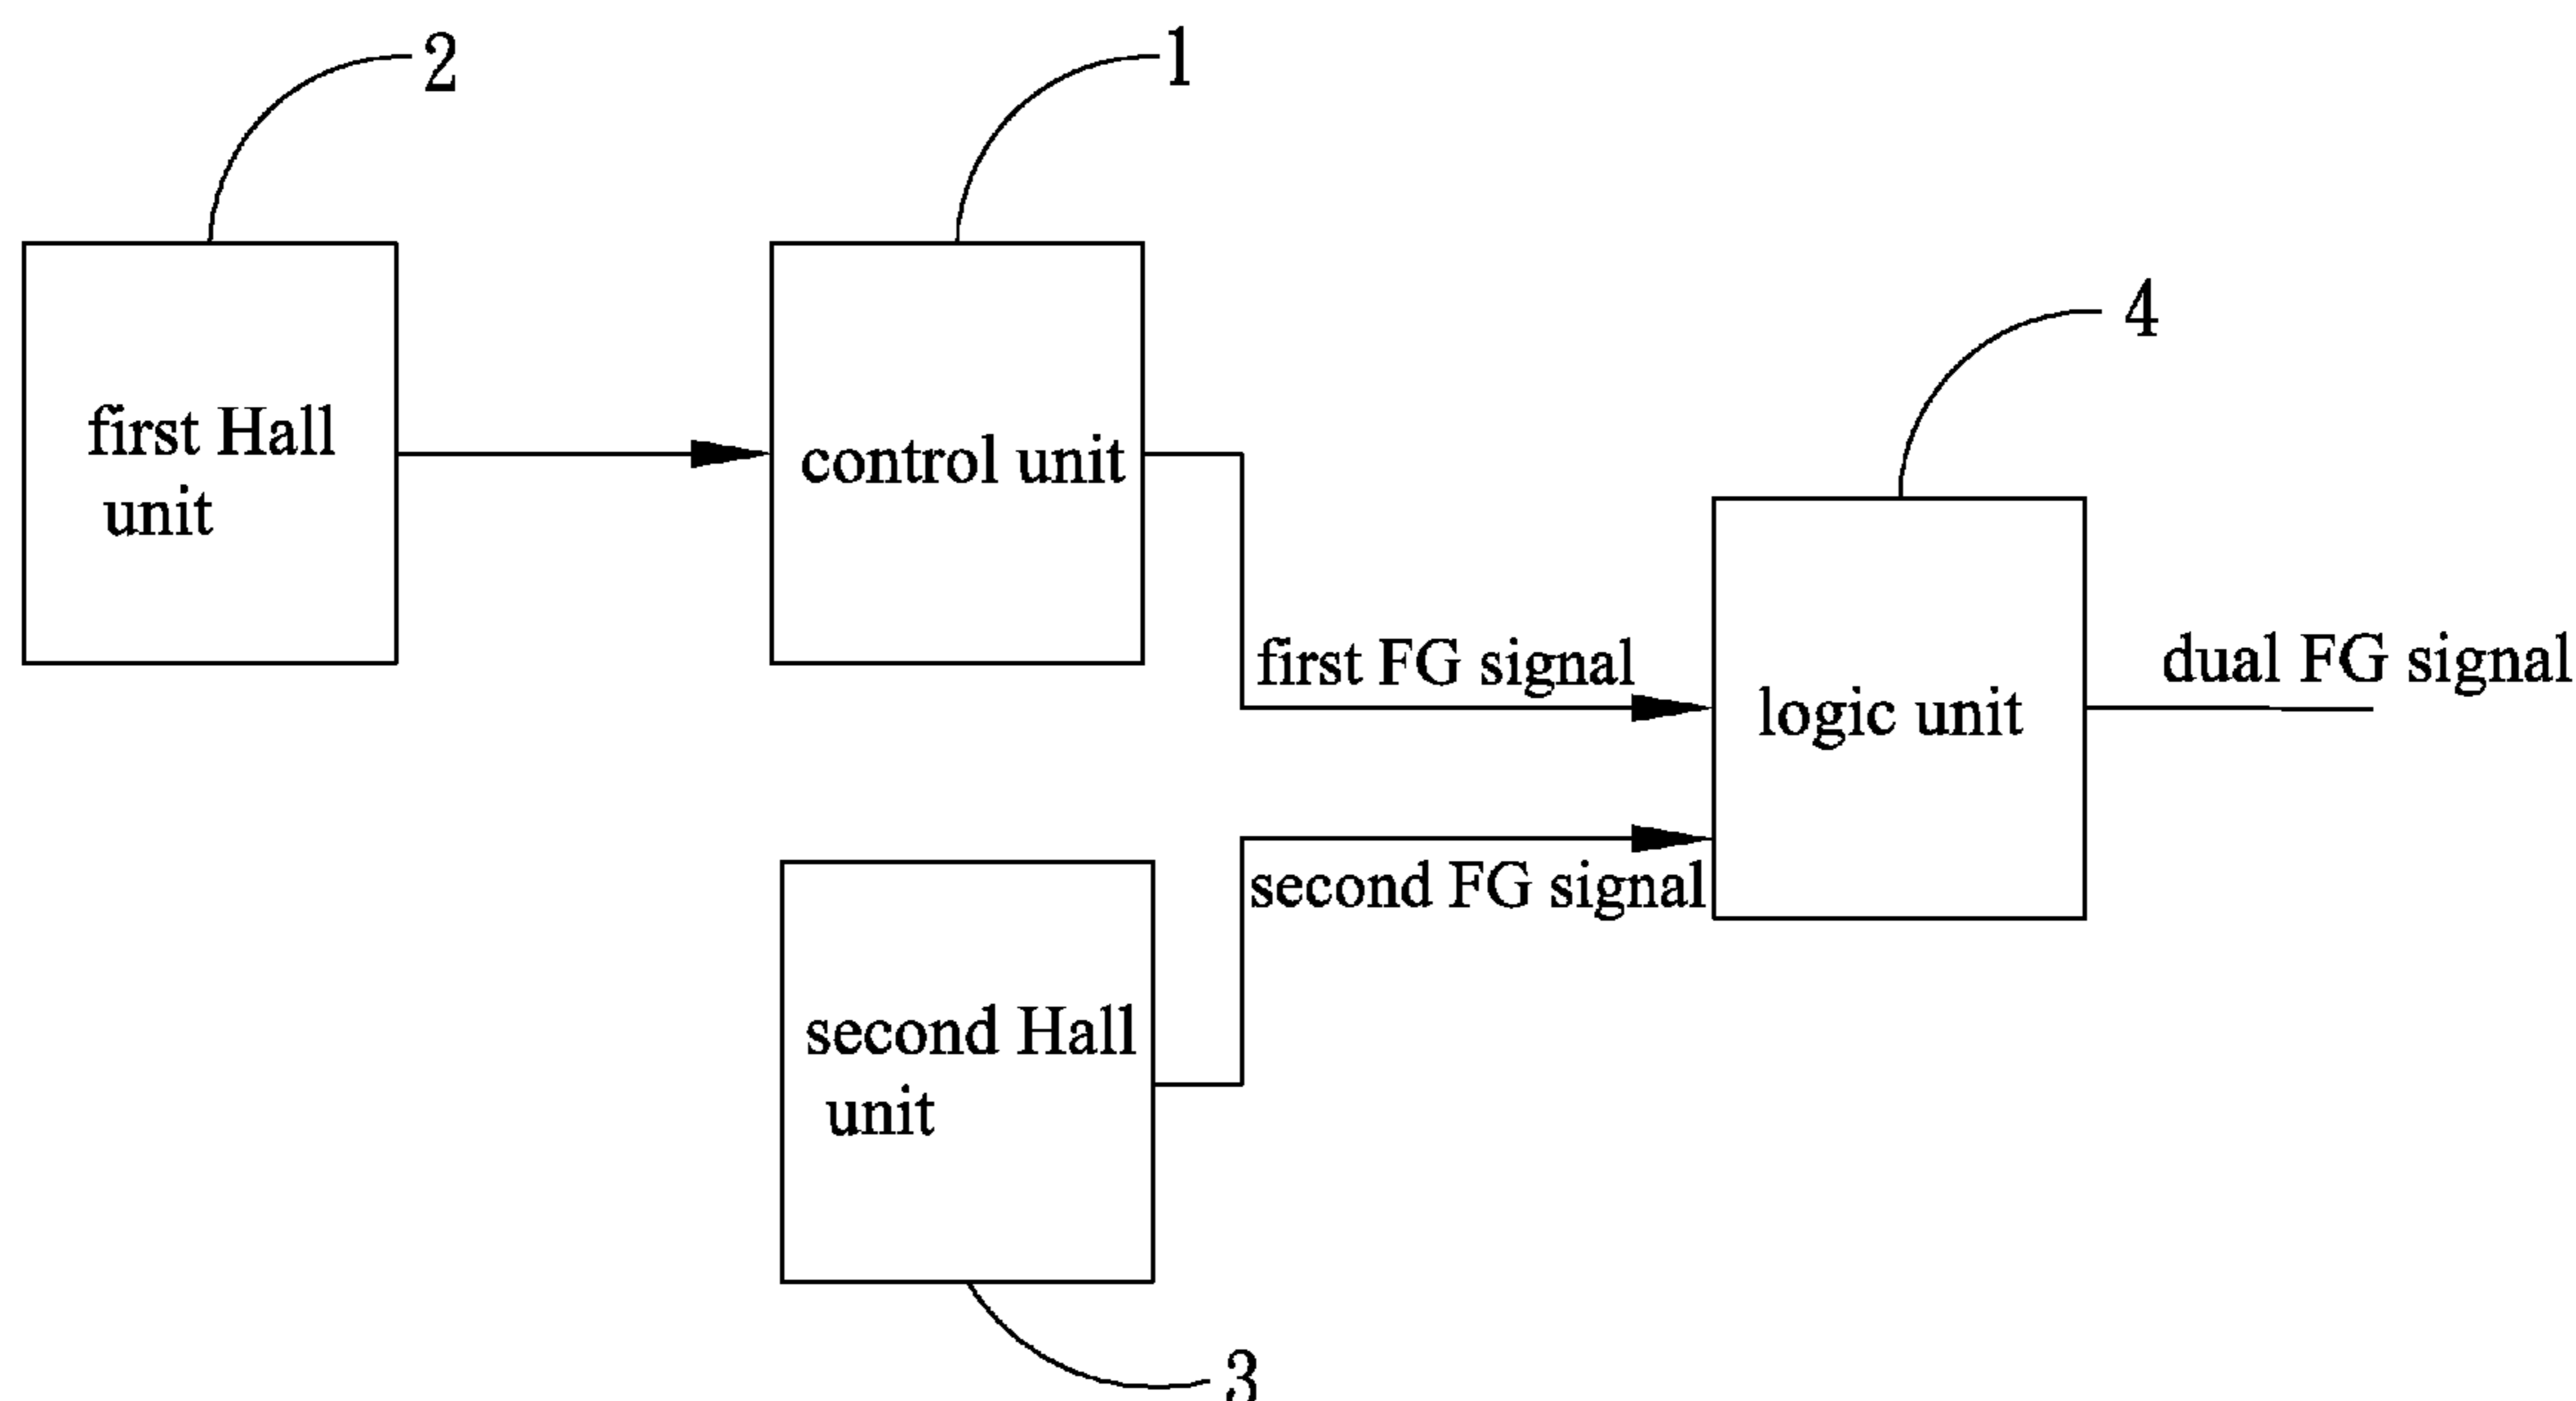 2
1
4
first Hall
unit
control unit
first FG signal
dual FG signal
logic unit
second FG signal
second Hall
unit
3